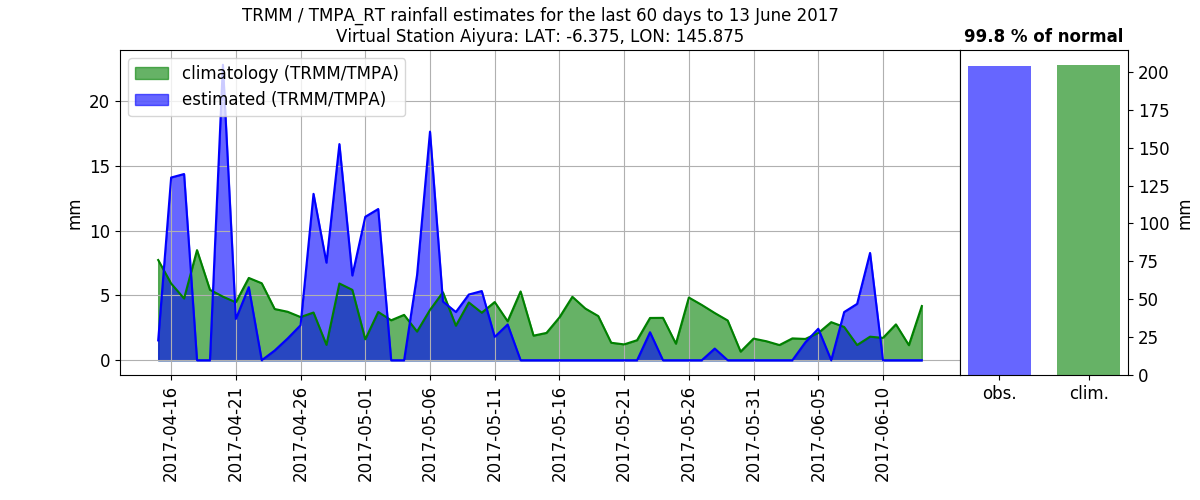 TRMM / TMPA_RT rainfall estimates for the last 60 days to 13 June 2017
Virtual Station Aiyura: LAT: -6.375, LON: 145.875
99.8 % of normal
climatology (TRMM/TMPA)
estimated (TRMM/TMPA)
mm
20
15
10
5
0
2017-04-16
2017-04-21
2017-04-26
2017-05-01
2017-05-06
2017-05-11
2017-05-16
2017-05-21
2017-05-26
2017-05-31
2017-06-05
2017-06-10
obs.
clim.
200
175
150
125
100
75
50
25
0
mm